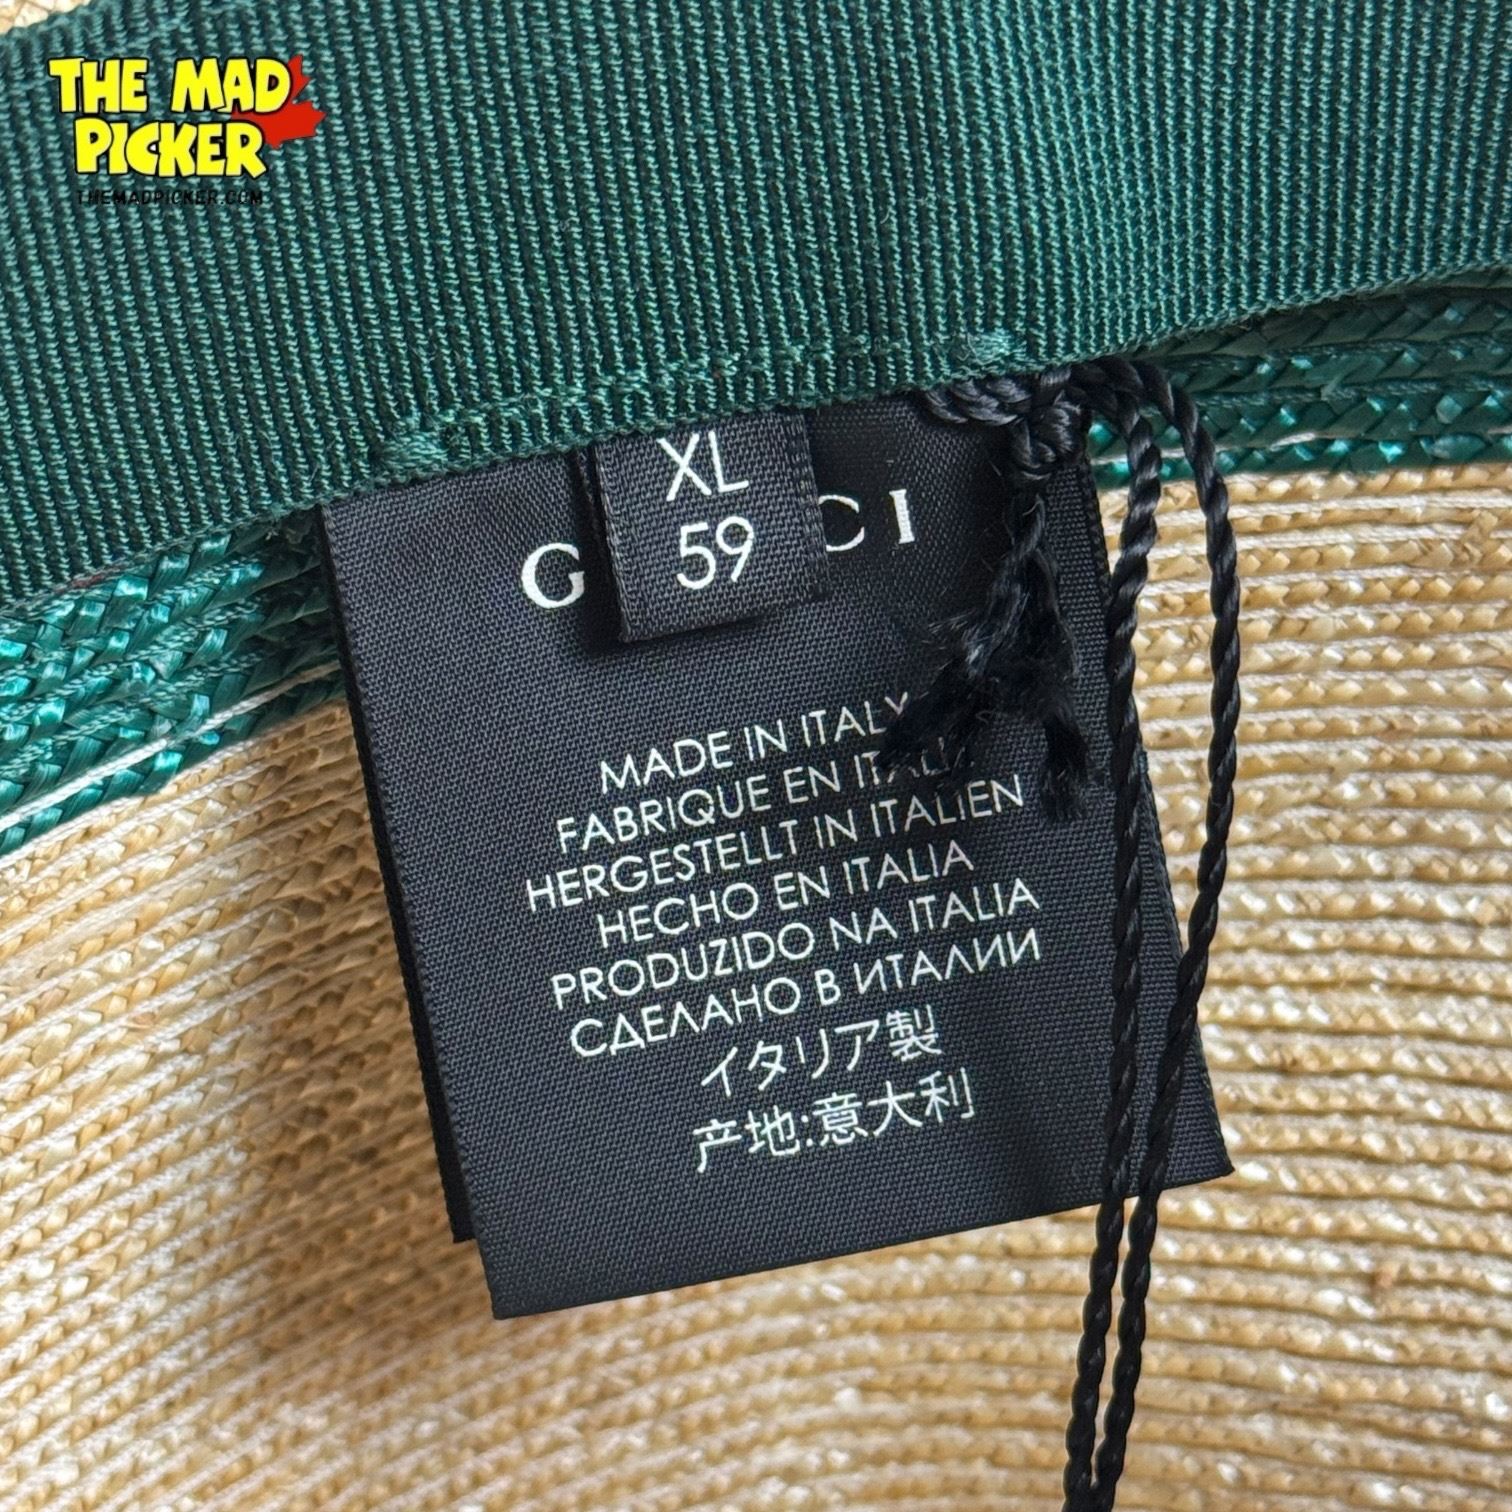 THE MAD
PICKER
THEMADPICKER.COM
XL
59
G CI
MADE IN ITALY
FABRIQUE EN ITALIE
HERGESTELLT IN ITALIEN
HECHO EN ITALIA
PRODUZIDO NA ITALIA
СДЕЛАНО В ИТАЛИИ
イタリア製
产地:意大利